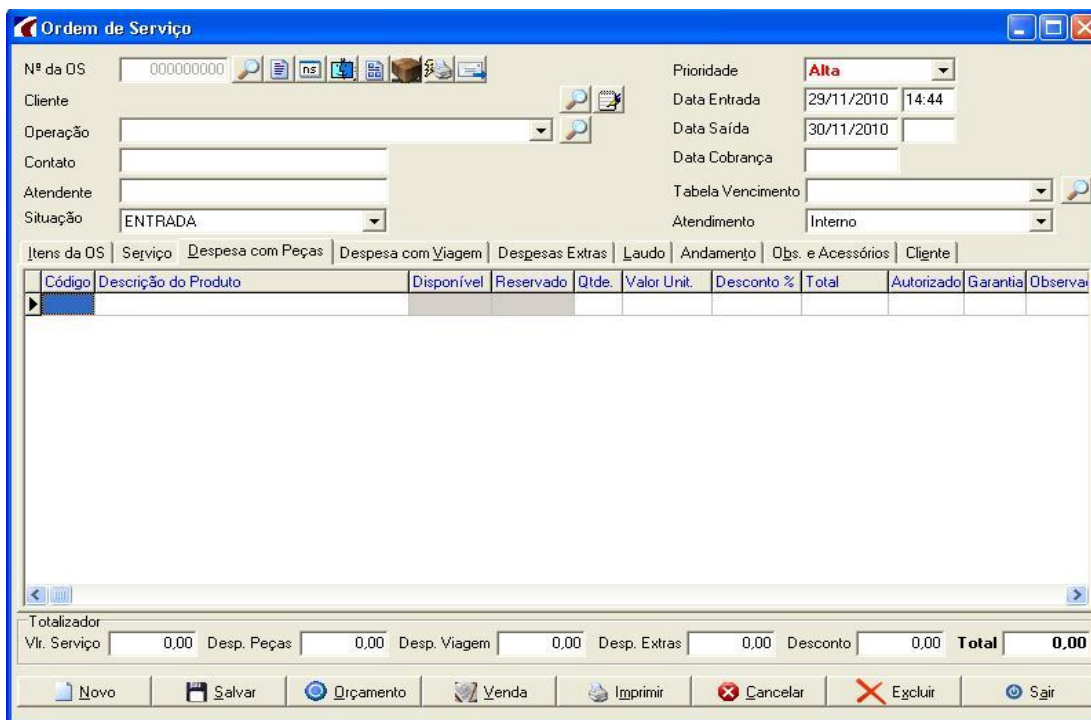 Ordem de Serviço
Nº da OS 000000000 ns Prioridade Alta
Cliente Data Entrada 29/11/2010 14:44
Operação Data Saída 30/11/2010
Contato Data Cobrança
Atendente Tabela Vencimento
Situação ENTRADA Atendimento Interno
Itens da OS Serviço Despesa com Peças Despesa com Viagem Despesas Extras Laudo Andamento Obs. e Acessórios Cliente
Código Descrição do Produto Disponível Reservado Qtde. Valor Unit. Desconto % Total Autorizado Garantia Observa
Totalizador
Vlr. Serviço 0,00 Desp. Peças 0,00 Desp. Viagem 0,00 Desp. Extras 0,00 Desconto 0,00 Total 0,00
Novo Salvar Orçamento Venda Imprimir Cancelar Excluir Sair